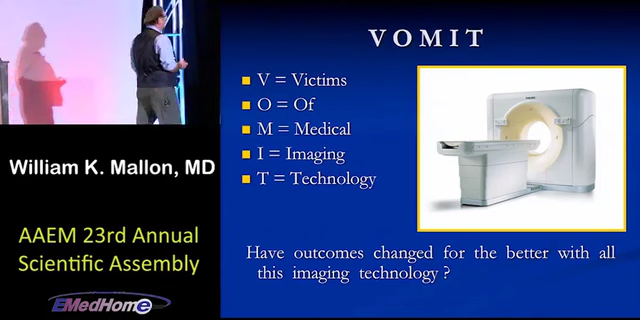 V O M I T
V = Victims
O = Of
M = Medical
I = Imaging
T = Technology
Have outcomes changed for the better with all
this imaging technology ?
William K. Mallon, MD
AAEM 23rd Annual
Scientific Assembly
EMedHome